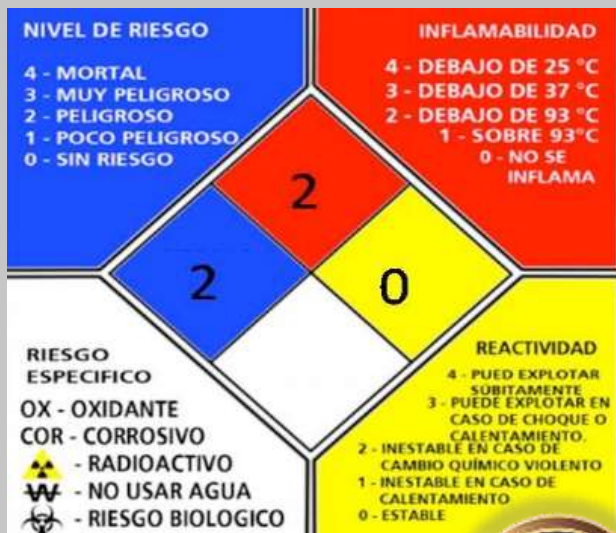 NIVEL DE RIESGO
4 - MORTAL
3 - MUY PELIGROSO
2 - PELIGROSO
1 - POCO PELIGROSO
0 - SIN RIESGO
INFLAMABILIDAD
4 - DEBAJO DE 25 °C
3 - DEBAJO DE 37 °C
2 - DEBAJO DE 93 °C
1 - SOBRE 93°C
0 - NO SE
INFLAMA
2
2
0
RIESGO
ESPECIFICO
OX - OXIDANTE
COR - CORROSIVO
- RADIOACTIVO
W - NO USAR AGUA
- RIESGO BIOLOGICO
REACTIVIDAD
4 - PUED EXPLOTAR
SÚBITAMENTE
3 - PUEDE EXPLOTAR EN
CASO DE CHOQUE O
CALENTAMIENTO.
2 - INESTABLE EN CASO DE
CAMBIO QUÍMICO VIOLENTO
1 - INESTABLE EN CASO DE
CALENTAMIENTO
0 - ESTABLE